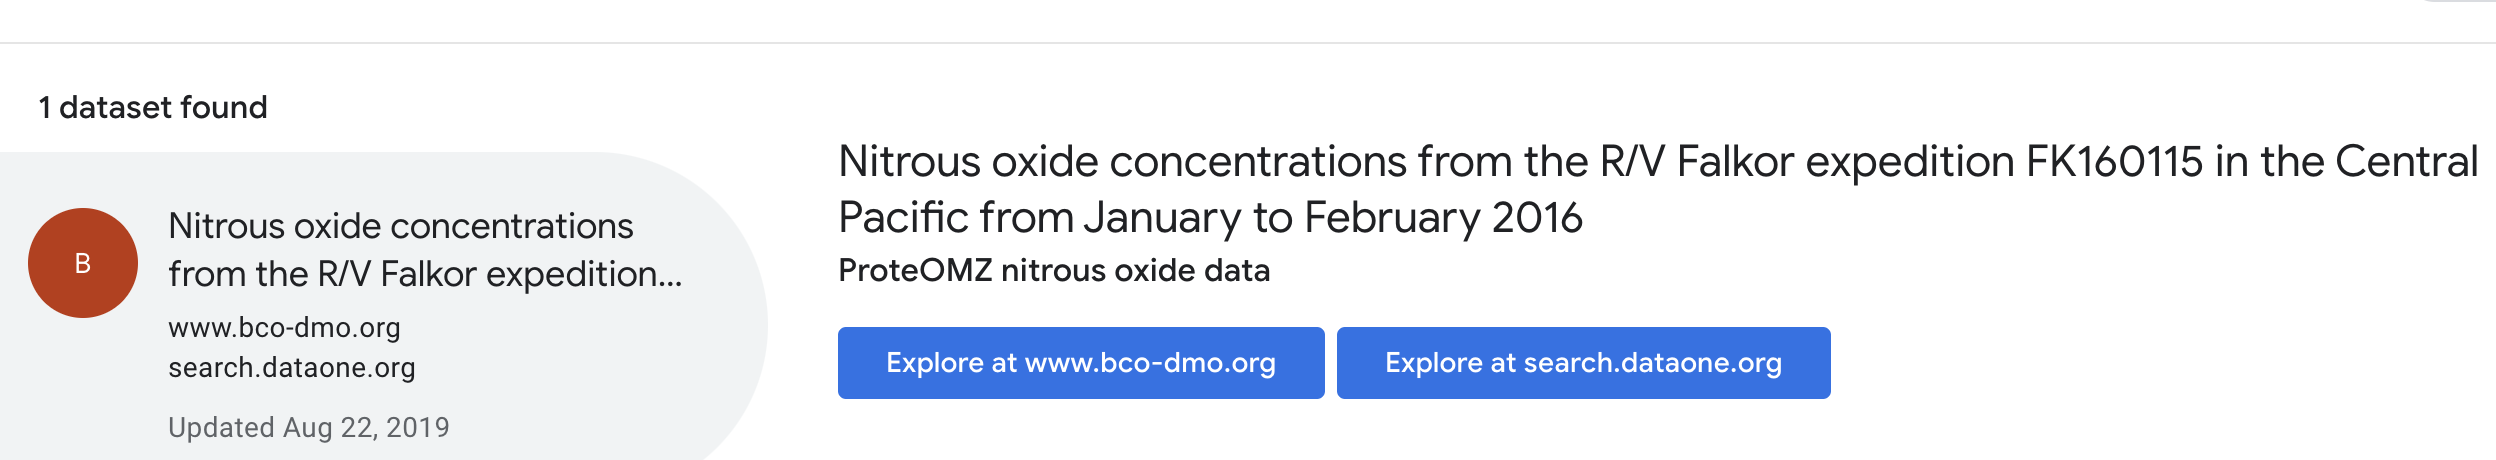 1 dataset found
B
Nitrous oxide concentrations
from the R/V Falkor expedition...
www.bco-dmo.org
search.dataone.org
Updated Aug 22, 2019
Nitrous oxide concentrations from the R/V Falkor expedition FK160115 in the Central
Pacific from January to February 2016
ProteOMZ nitrous oxide data
Explore at www.bco-dmo.org
Explore at search.dataone.org